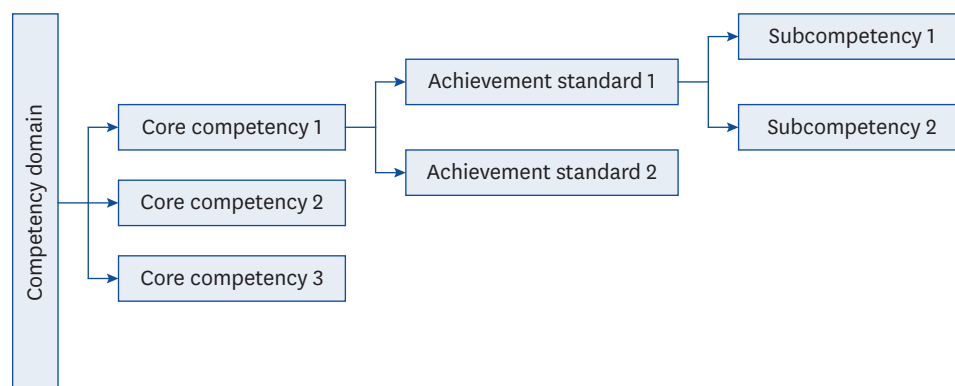 Competency domain
Core competency 1
Core competency 2
Core competency 3
Achievement standard 1
Achievement standard 2
Subcompetency 1
Subcompetency 2